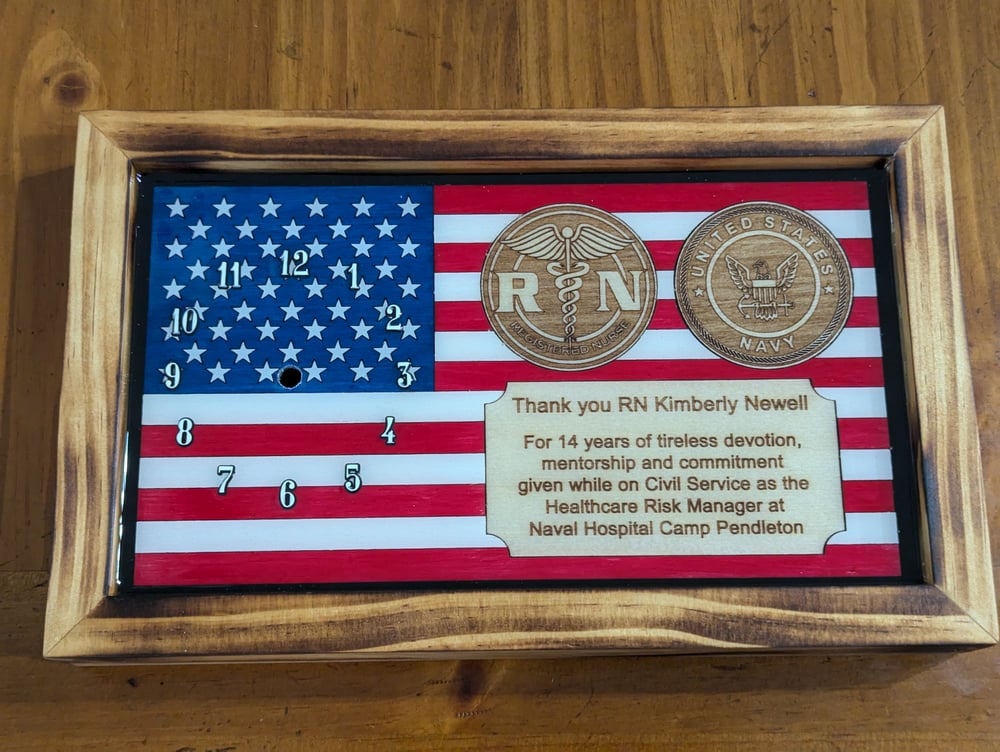 12
11
1
10
2
9
3
8
4
7
5
6
RN
REGISTERED NURSE
UNITED STATES
NAVY
Thank you RN Kimberly Newell
For 14 years of tireless devotion,
mentorship and commitment
given while on Civil Service as the
Healthcare Risk Manager at
Naval Hospital Camp Pendleton